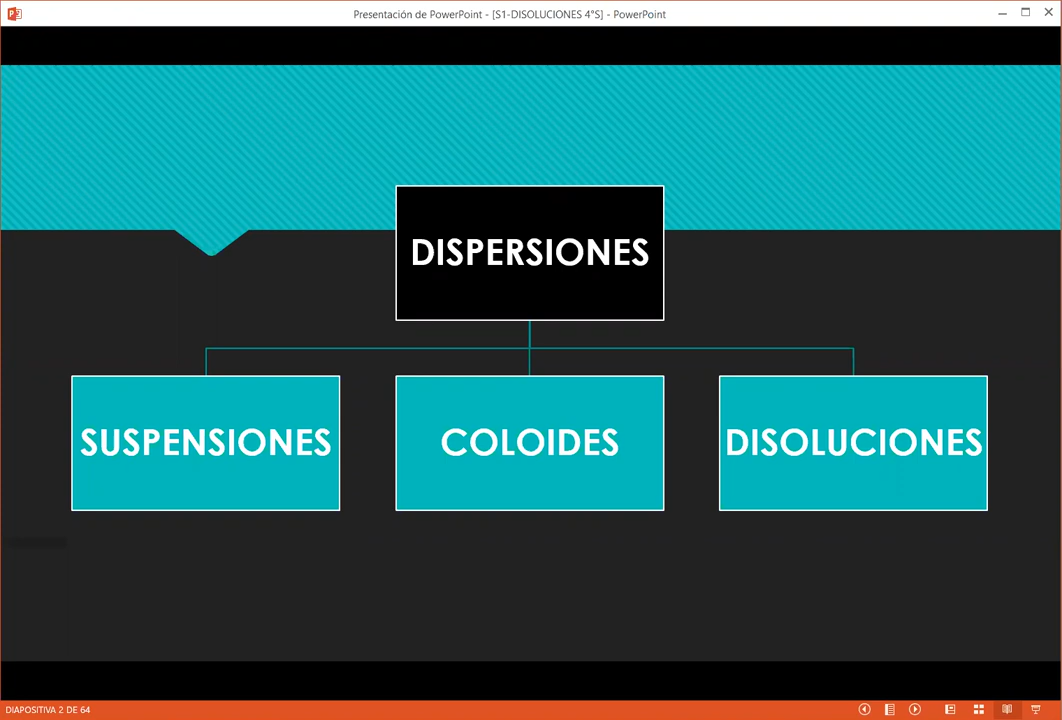 Presentación de PowerPoint - [S1-DISOLUCIONES 4°S] - PowerPoint
DISPERSIONES
SUSPENSIONES
COLOIDES
DISOLUCIONES
DIAPOSITIVA 2 DE 64